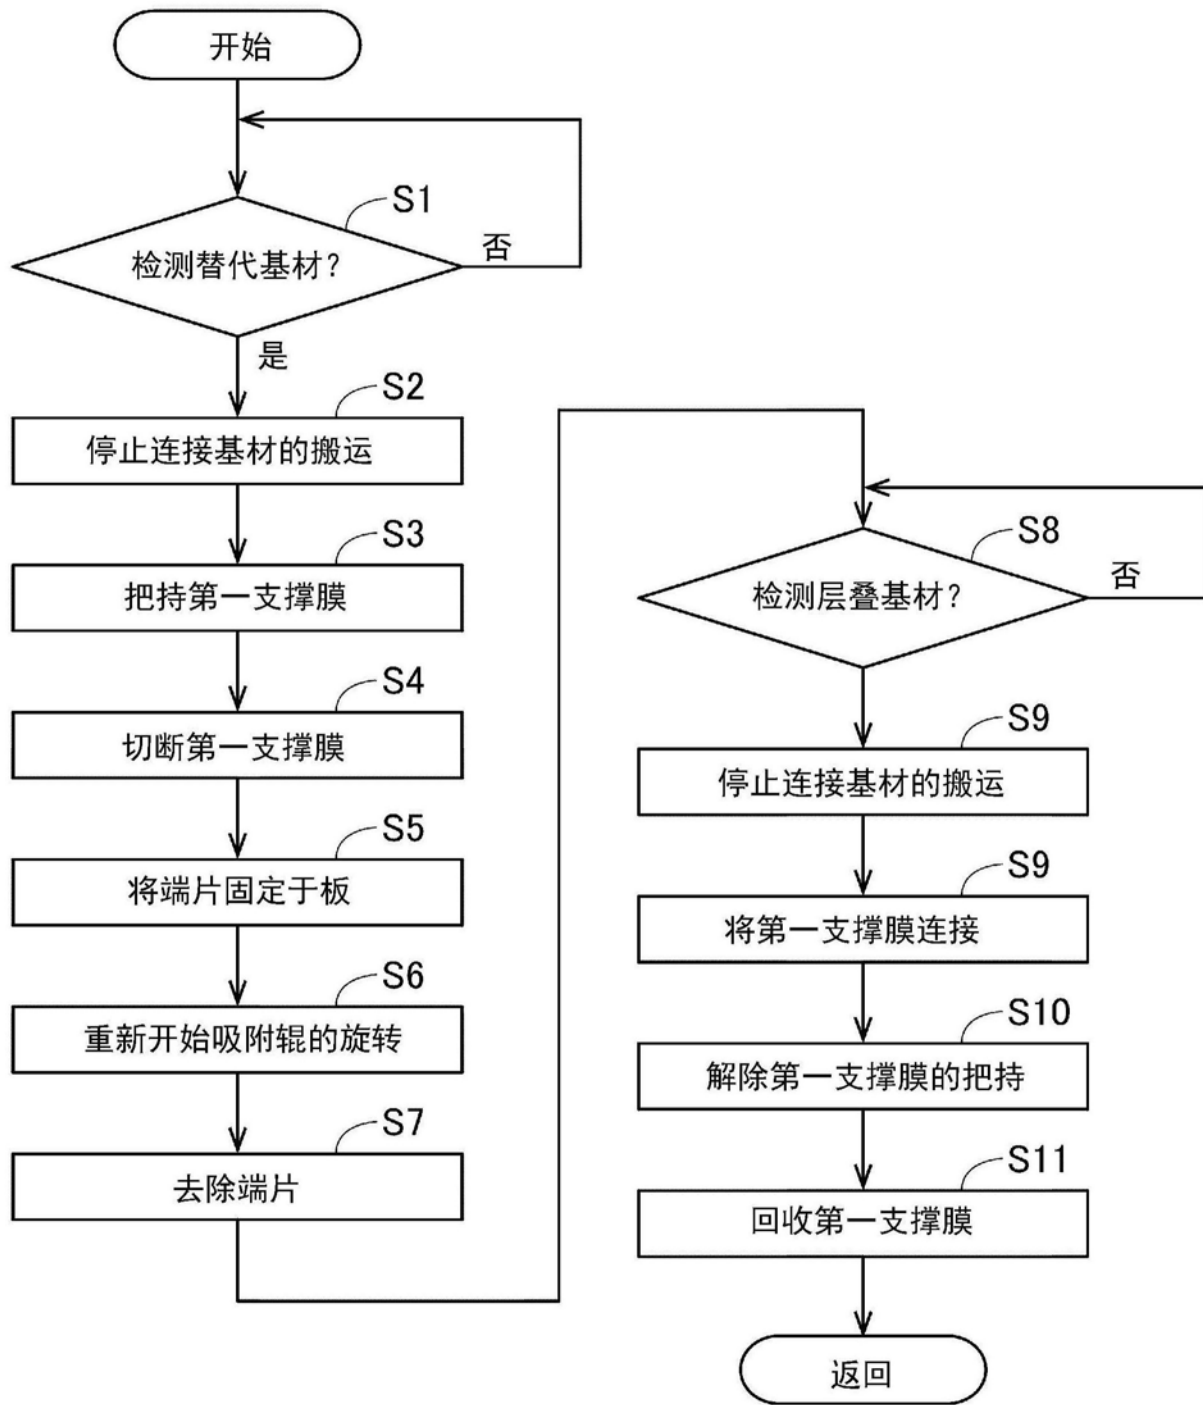 开始
S1
检测替代基材?
否
是
S2
停止连接基材的搬运
S3
把持第一支撑膜
S4
切断第一支撑膜
S5
将端片固定于板
S6
重新开始吸附辊的旋转
S7
去除端片
S8
检测层叠基材?
否
S9
停止连接基材的搬运
S9
将第一支撑膜连接
S10
解除第一支撑膜的把持
S11
回收第一支撑膜
返回